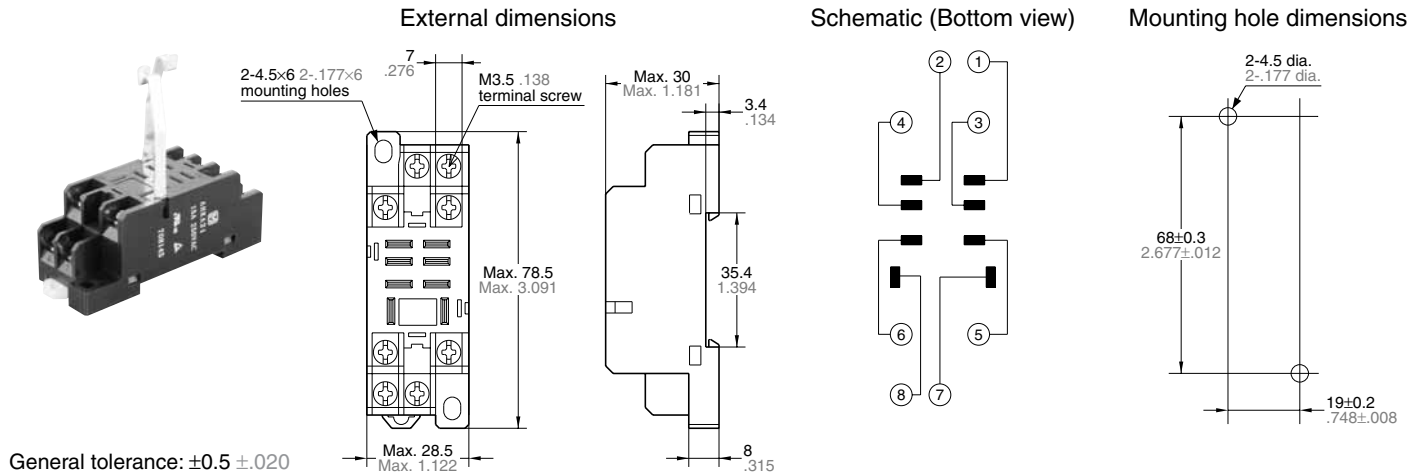 External dimensions
Schematic (Bottom view)
Mounting hole dimensions
7
.276
2-4.5×6 2-.177×6
mounting holes
M3.5 .138
terminal screw
Max. 30
Max. 1.181
3.4
.134
Max. 78.5
Max. 3.091
35.4
1.394
Max. 28.5
Max. 1.122
8
.315
2
1
4
3
6
5
8
7
2-4.5 dia.
2-.177 dia.
68±0.3
2.677±.012
19±0.2
.748±.008
General tolerance: ±0.5 ±.020